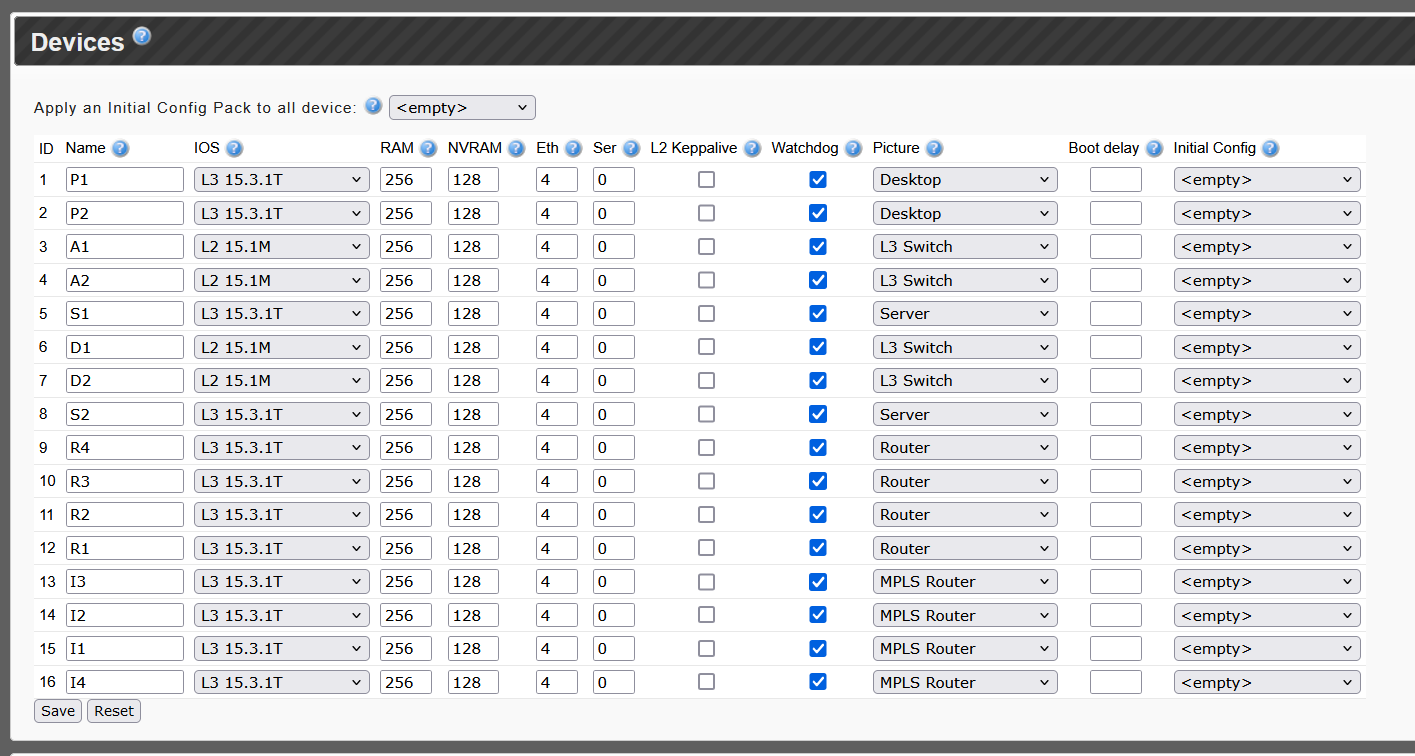 Devices
Apply an Initial Config Pack to all device: <empty>
ID Name IOS RAM NVRAM Eth Ser L2 Keppalive Watchdog Picture Boot delay Initial Config
1 P1 L3 15.3.1T 256 128 4 0 Desktop <empty>
2 P2 L3 15.3.1T 256 128 4 0 Desktop <empty>
3 A1 L2 15.1M 256 128 4 0 L3 Switch <empty>
4 A2 L2 15.1M 256 128 4 0 L3 Switch <empty>
5 S1 L3 15.3.1T 256 128 4 0 Server <empty>
6 D1 L2 15.1M 256 128 4 0 L3 Switch <empty>
7 D2 L2 15.1M 256 128 4 0 L3 Switch <empty>
8 S2 L3 15.3.1T 256 128 4 0 Server <empty>
9 R4 L3 15.3.1T 256 128 4 0 Router <empty>
10 R3 L3 15.3.1T 256 128 4 0 Router <empty>
11 R2 L3 15.3.1T 256 128 4 0 Router <empty>
12 R1 L3 15.3.1T 256 128 4 0 Router <empty>
13 I3 L3 15.3.1T 256 128 4 0 MPLS Router <empty>
14 I2 L3 15.3.1T 256 128 4 0 MPLS Router <empty>
15 I1 L3 15.3.1T 256 128 4 0 MPLS Router <empty>
16 I4 L3 15.3.1T 256 128 4 0 MPLS Router <empty>
Save Reset